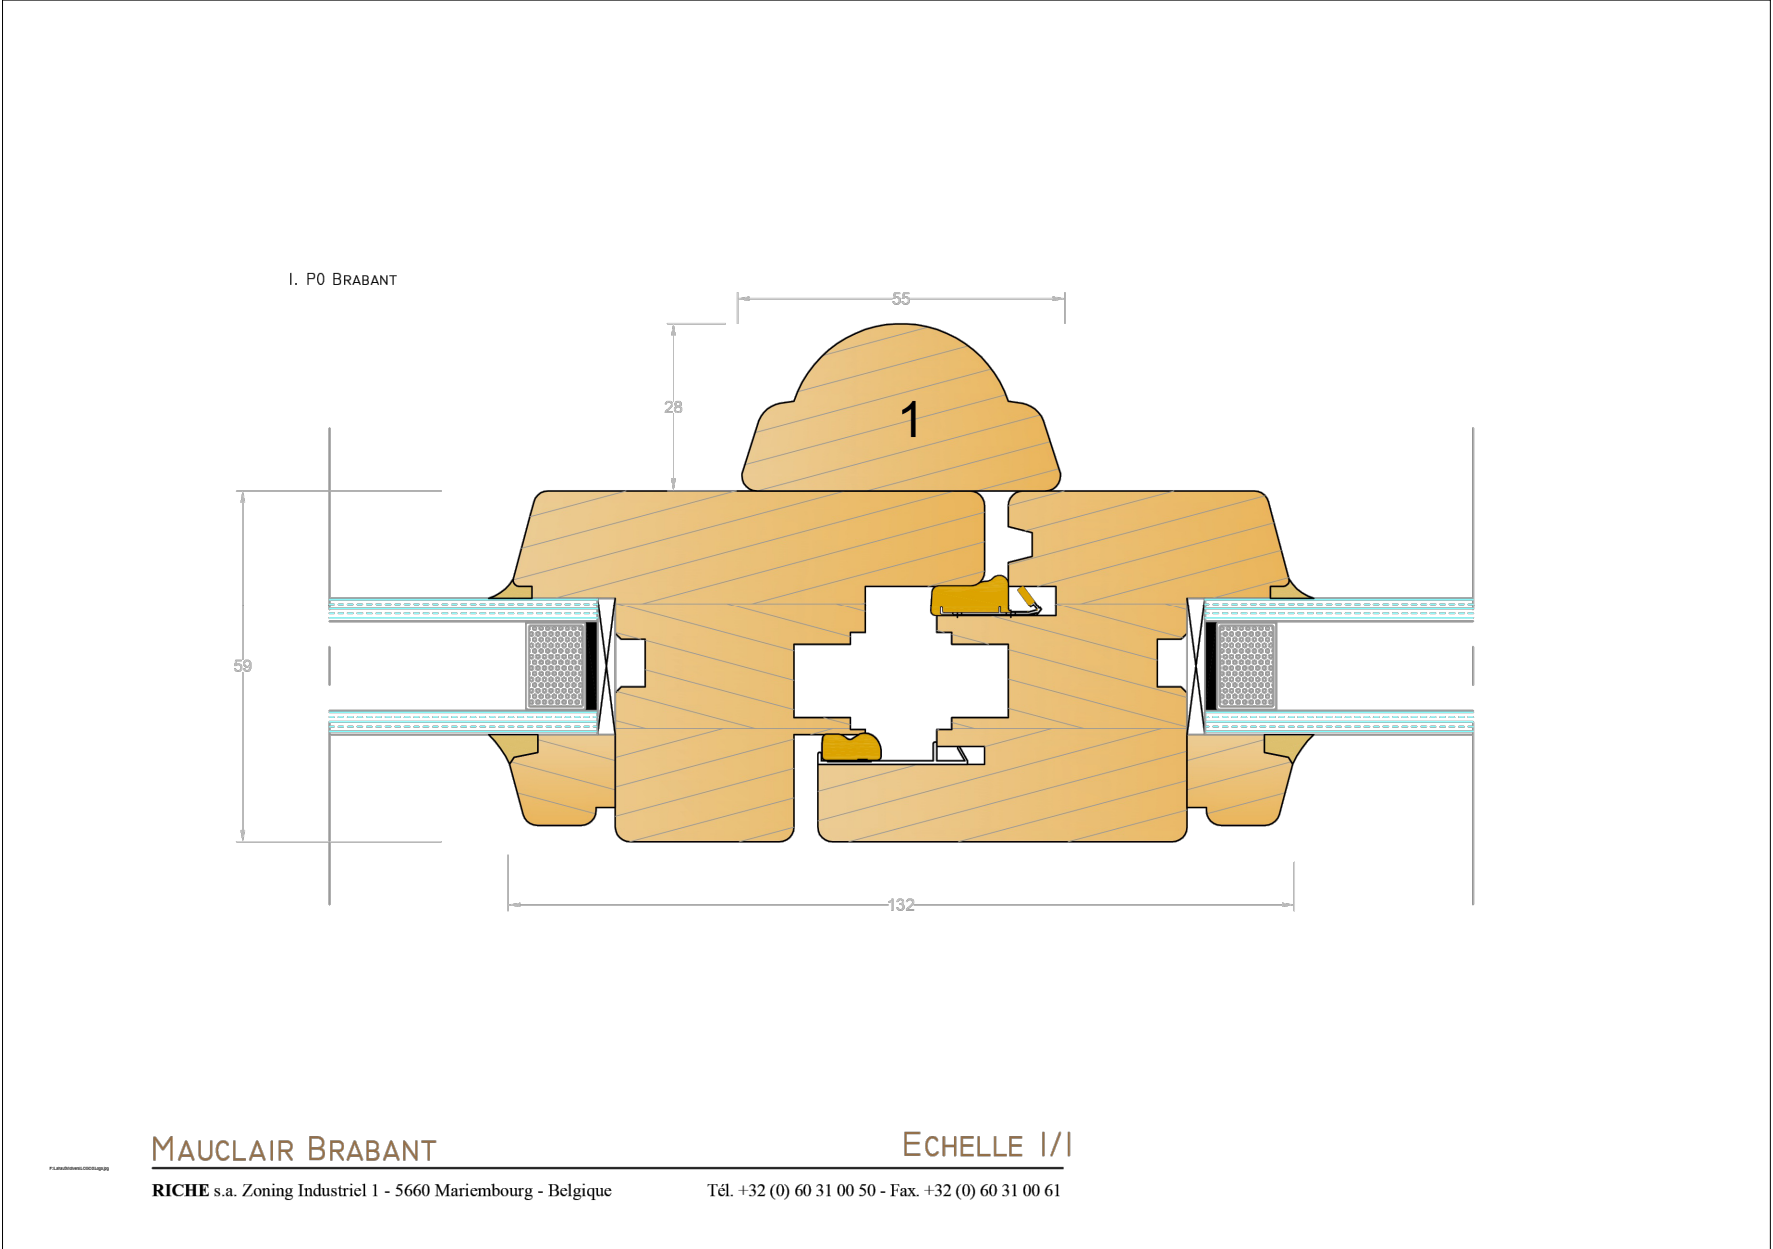 1. P0 BRABANT
55
28
1
59
132
MAUCLAIR BRABANT
ECHELLE 1/1
RICHE s.a. Zoning Industriel 1 - 5660 Mariembourg - Belgique
Tél. +32 (0) 60 31 00 50 - Fax. +32 (0) 60 31 00 61